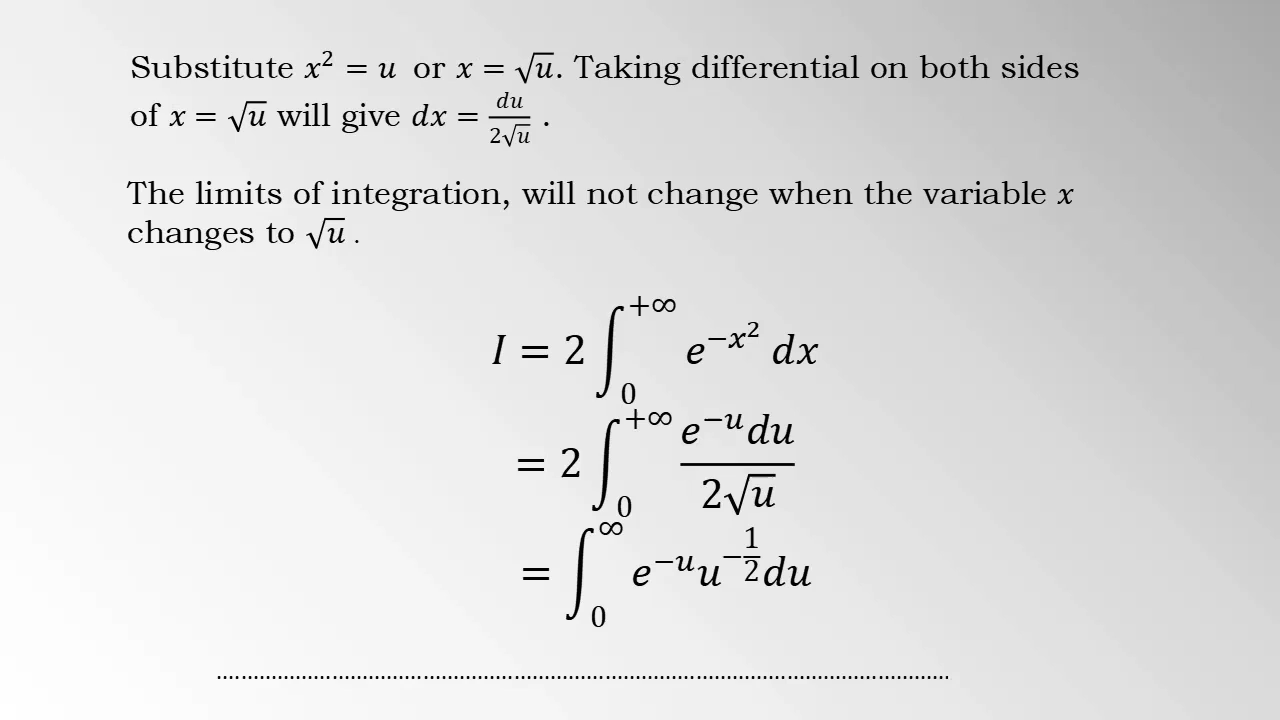 Substitute x² = u or x = √u. Taking differential on both sides
of x = √u will give dx = du/2√u .
The limits of integration, will not change when the variable x
changes to √u .
I = 2 ∫₀^{+∞} e^{−x²} dx
= 2 ∫₀^{+∞} e^{−u}du/2√u
= ∫₀^{∞} e^{−u}u^{−1/2}du